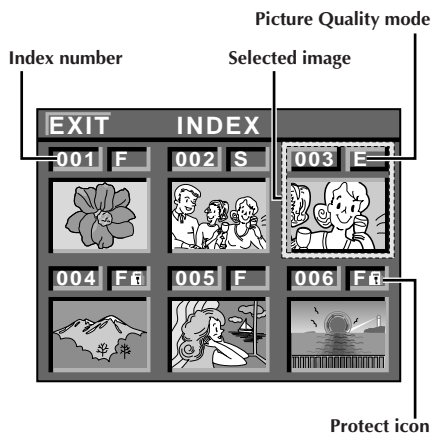 Picture Quality mode
Index number
Selected image
EXIT INDEX
001 F 002 S 003 E
004 F 005 F 006 F
Protect icon